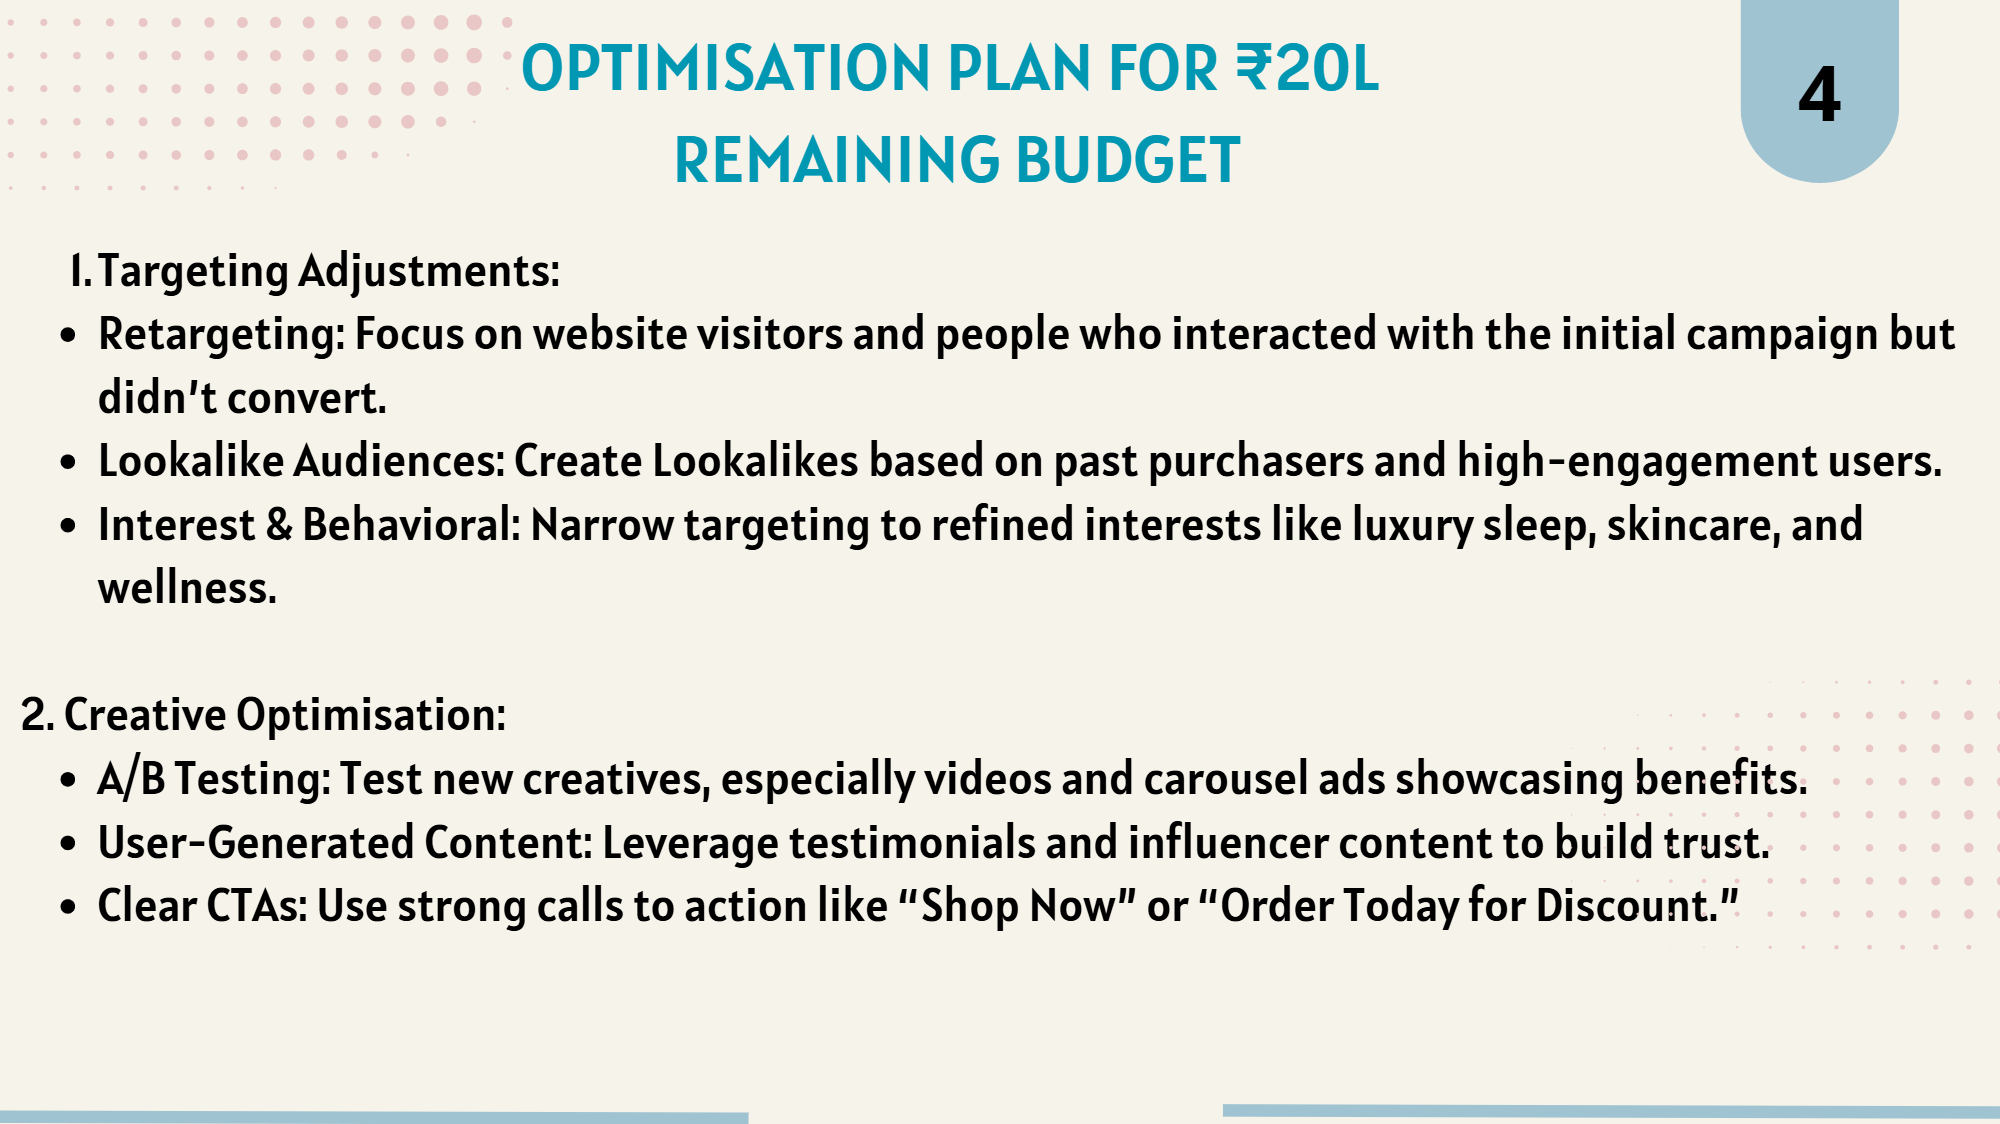 OPTIMISATION PLAN FOR ₹20L
REMAINING BUDGET
4
1. Targeting Adjustments:
• Retargeting: Focus on website visitors and people who interacted with the initial campaign but
didn't convert.
• Lookalike Audiences: Create Lookalikes based on past purchasers and high-engagement users.
• Interest & Behavioral: Narrow targeting to refined interests like luxury sleep, skincare, and
wellness.
2. Creative Optimisation:
• A/B Testing: Test new creatives, especially videos and carousel ads showcasing benefits.
• User-Generated Content: Leverage testimonials and influencer content to build trust.
• Clear CTAs: Use strong calls to action like “Shop Now” or “Order Today for Discount.”